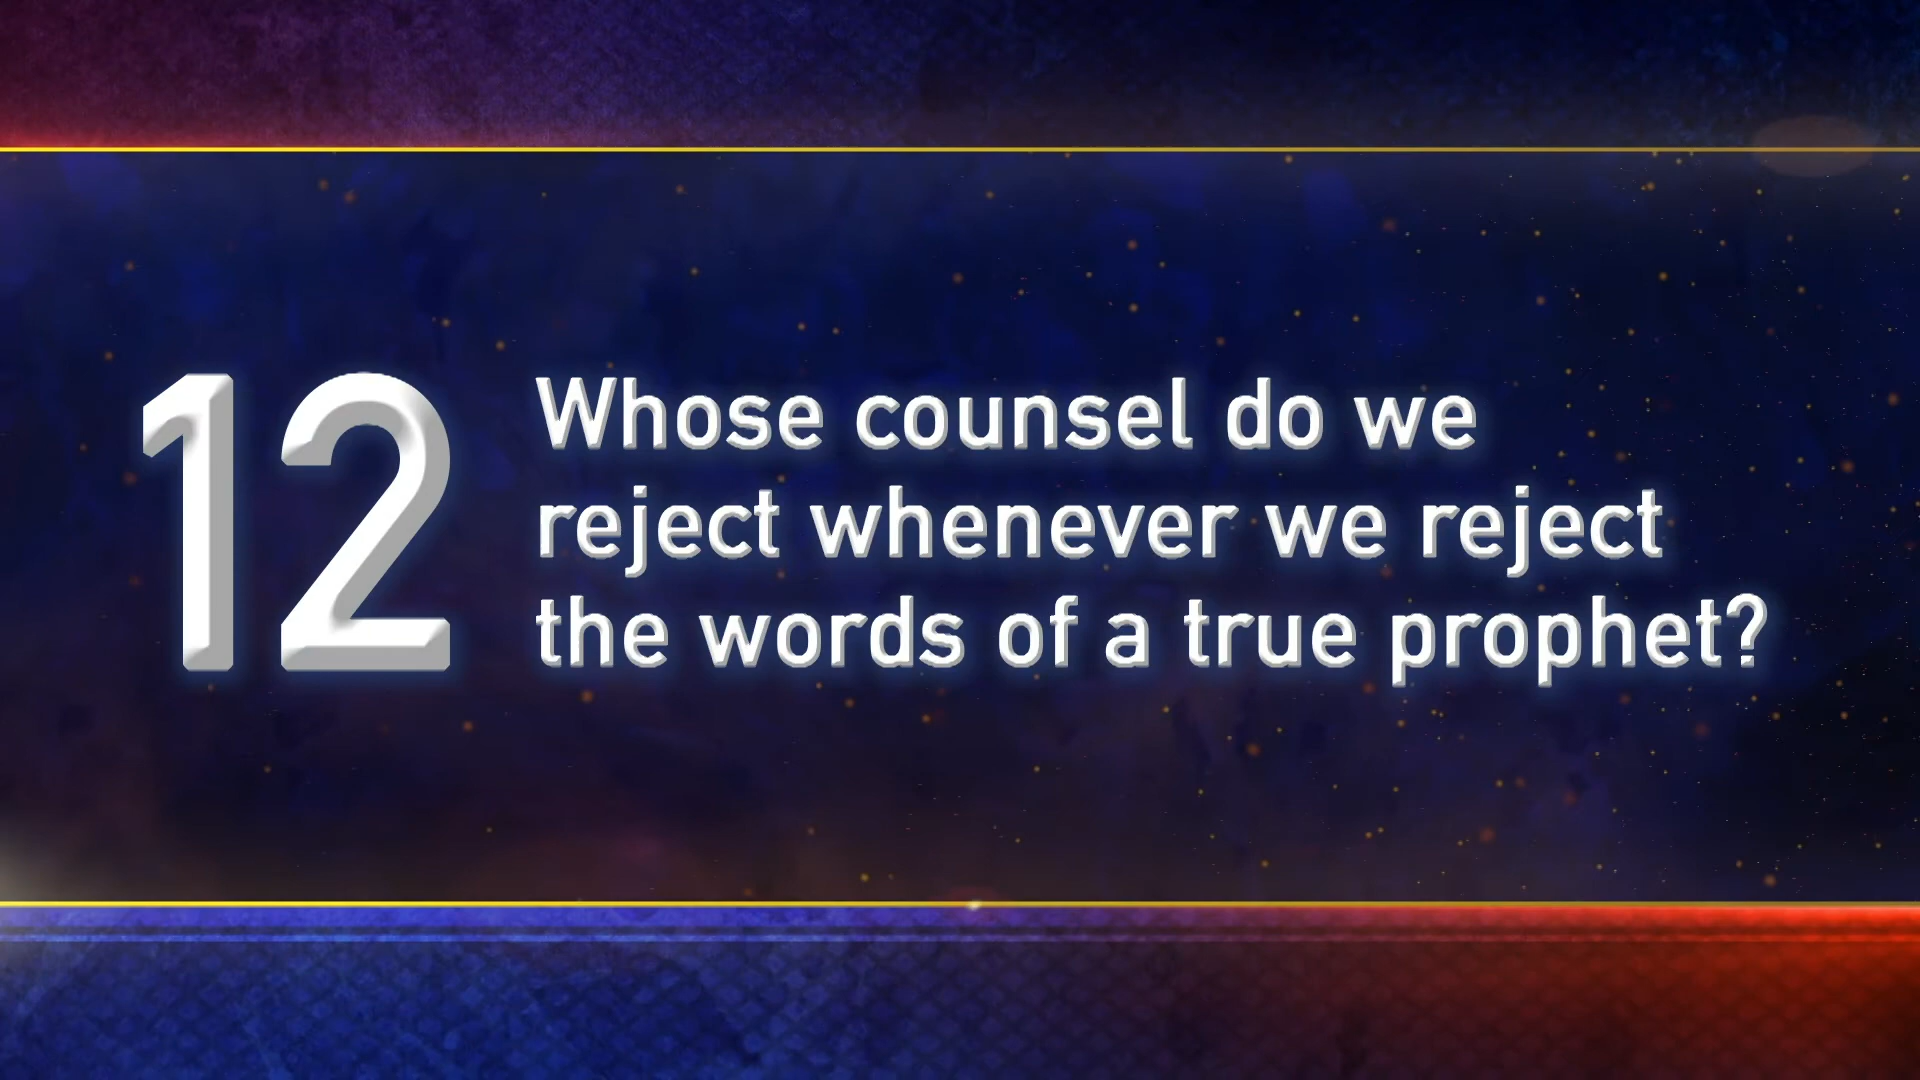 12
Whose counsel do we
reject whenever we reject
the words of a true prophet?